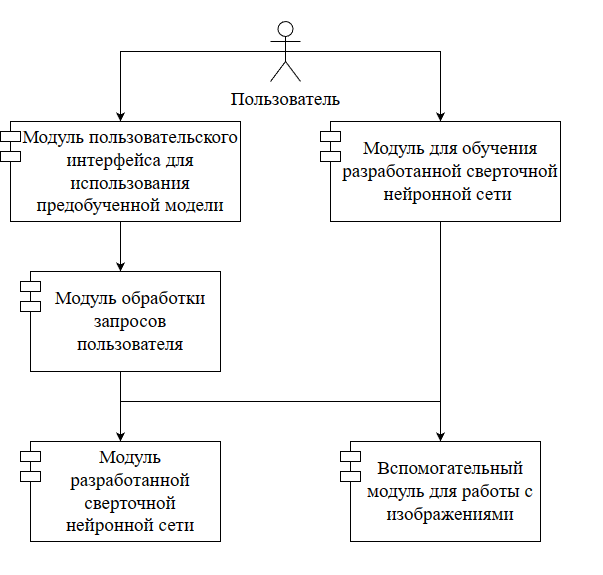 Пользователь
Модуль пользовательского
интерфейса для
использования
предобученной модели
Модуль для обучения
разработанной сверточной
нейронной сети
Модуль обработки
запросов
пользователя
Модуль
разработанной
сверточной
нейронной сети
Вспомогательный
модуль для работы с
изображениями